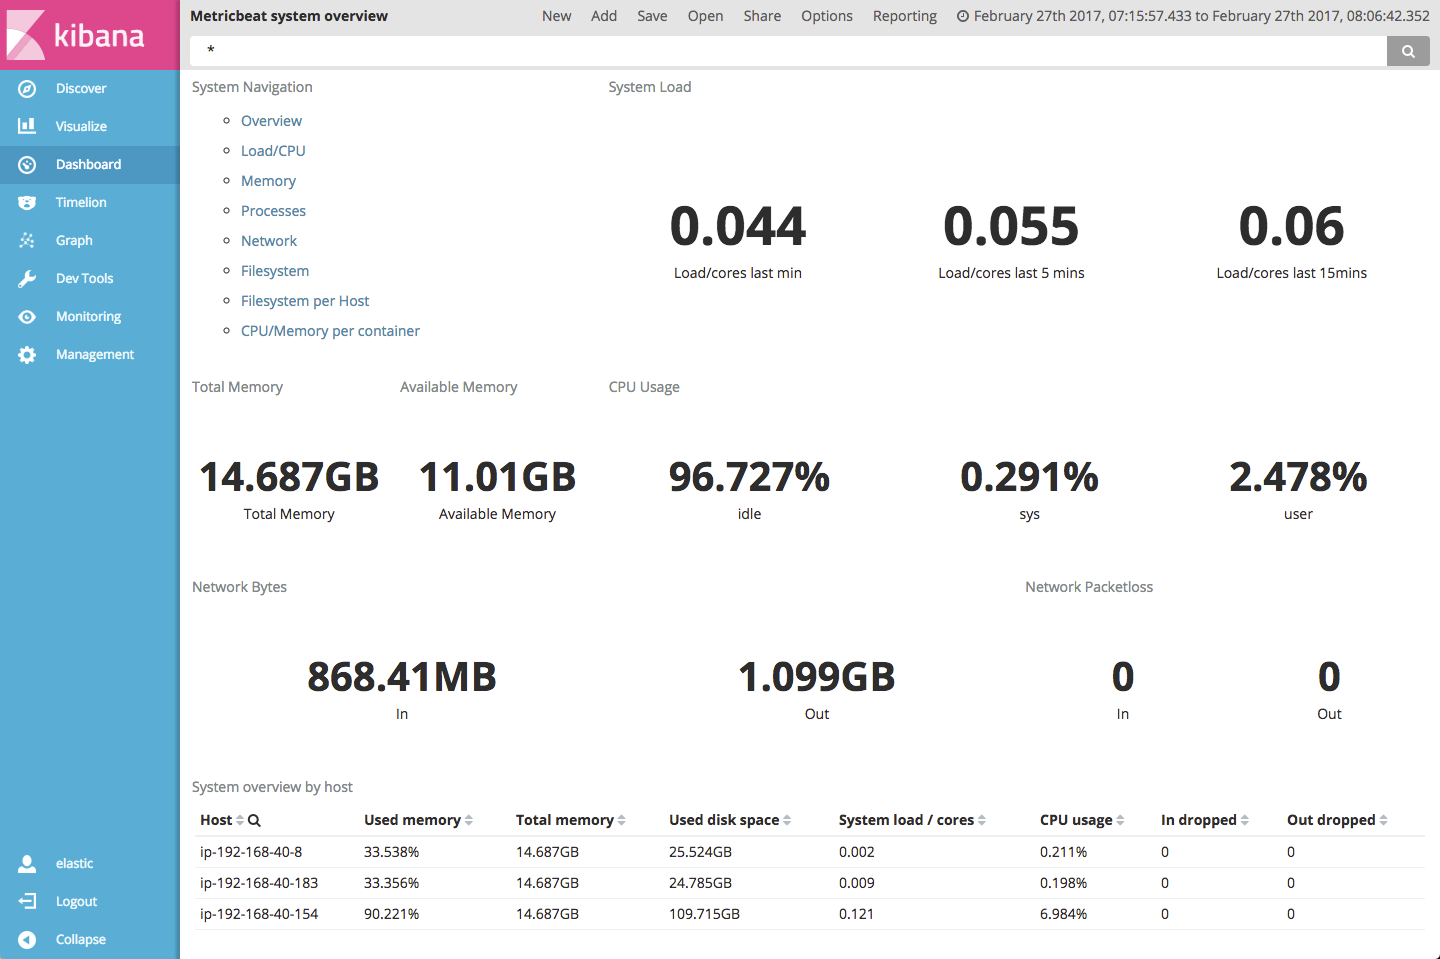 kibana
Discover
Visualize
Dashboard
Timelion
Graph
Dev Tools
Monitoring
Management
elastic
Logout
Collapse
Metricbeat system overview New Add Save Open Share Options Reporting February 27th 2017, 07:15:57.433 to February 27th 2017, 08:06:42.352
*
System Navigation
Overview
Load/CPU
Memory
Processes
Network
Filesystem
Filesystem per Host
CPU/Memory per container
System Load
0.044 0.055 0.06
Load/cores last min Load/cores last 5 mins Load/cores last 15mins
Total Memory Available Memory CPU Usage
14.687GB 11.01GB 96.727% 0.291% 2.478%
Total Memory Available Memory idle sys user
Network Bytes Network Packetloss
868.41MB 1.099GB 0 0
In Out In Out
System overview by host
Host Used memory Total memory Used disk space System load / cores CPU usage In dropped Out dropped
ip-192-168-40-8 33.538% 14.687GB 25.524GB 0.002 0.211% 0 0
ip-192-168-40-183 33.356% 14.687GB 24.785GB 0.009 0.198% 0 0
ip-192-168-40-154 90.221% 14.687GB 109.715GB 0.121 6.984% 0 0